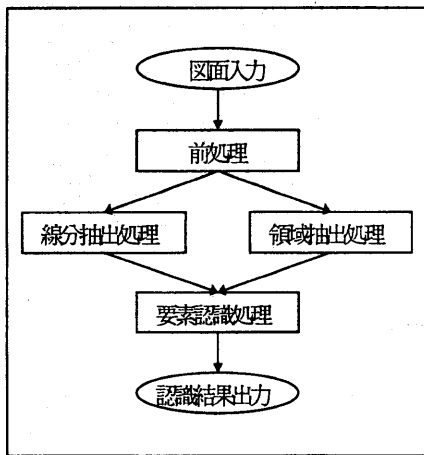 図面入力
前処理
線分抽出処理
領域抽出処理
要素認識処理
認識結果出力